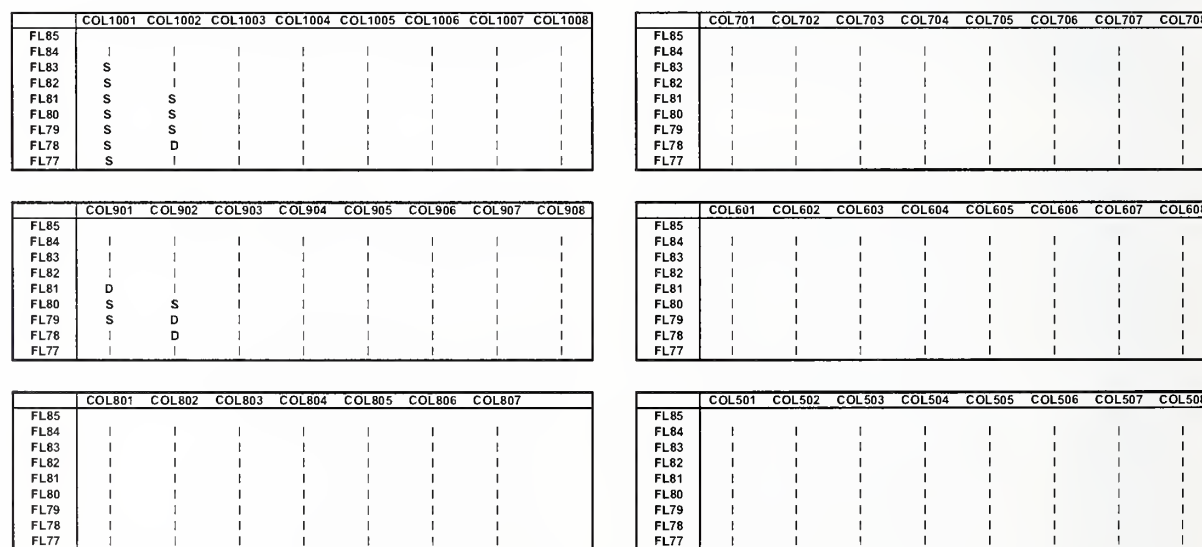 COL1001 COL1002 COL1003 COL1004 COL1005 COL1006 COL1007 COL1008
FL85
FL84 | | | | | | | |
FL83 S | | | | | | |
FL82 S | | | | | | |
FL81 S S | | | | | |
FL80 S S | | | | | |
FL79 S S | | | | | |
FL78 S D | | | | | |
FL77 S | | | | | | |
COL901 COL902 COL903 COL904 COL905 COL906 COL907 COL908
FL85
FL84 | | | | | | | |
FL83 | | | | | | | |
FL82 | | | | | | | |
FL81 D | | | | | | |
FL80 S S | | | | | |
FL79 S D | | | | | |
FL78 | D | | | | | |
FL77 | | | | | | | |
COL801 COL802 COL803 COL804 COL805 COL806 COL807
FL85
FL84 | | | | | | |
FL83 | | | | | | |
FL82 | | | | | | |
FL81 | | | | | | |
FL80 | | | | | | |
FL79 | | | | | | |
FL78 | | | | | | |
FL77 | | | | | | |
COL701 COL702 COL703 COL704 COL705 COL706 COL707 COL708
FL85
FL84 | | | | | | | |
FL83 | | | | | | | |
FL82 | | | | | | | |
FL81 | | | | | | | |
FL80 | | | | | | | |
FL79 | | | | | | | |
FL78 | | | | | | | |
FL77 | | | | | | | |
COL601 COL602 COL603 COL604 COL605 COL606 COL607 COL608
FL85
FL84 | | | | | | | |
FL83 | | | | | | | |
FL82 | | | | | | | |
FL81 | | | | | | | |
FL80 | | | | | | | |
FL79 | | | | | | | |
FL78 | | | | | | | |
FL77 | | | | | | | |
COL501 COL502 COL503 COL504 COL505 COL506 COL507 COL508
FL85
FL84 | | | | | | | |
FL83 | | | | | | | |
FL82 | | | | | | | |
FL81 | | | | | | | |
FL80 | | | | | | | |
FL79 | | | | | | | |
FL78 | | | | | | | |
FL77 | | | | | | | |